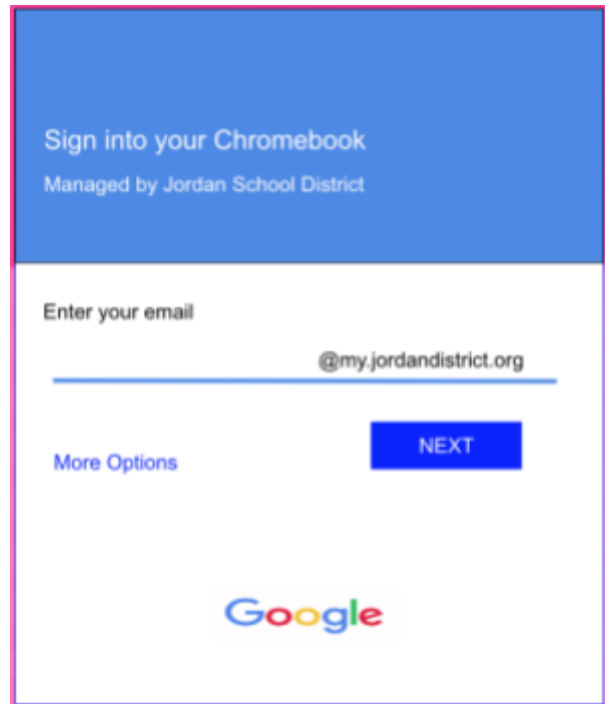 Sign into your Chromebook
Managed by Jordan School District
Enter your email
@my.jordandistrict.org
NEXT
More Options
Google